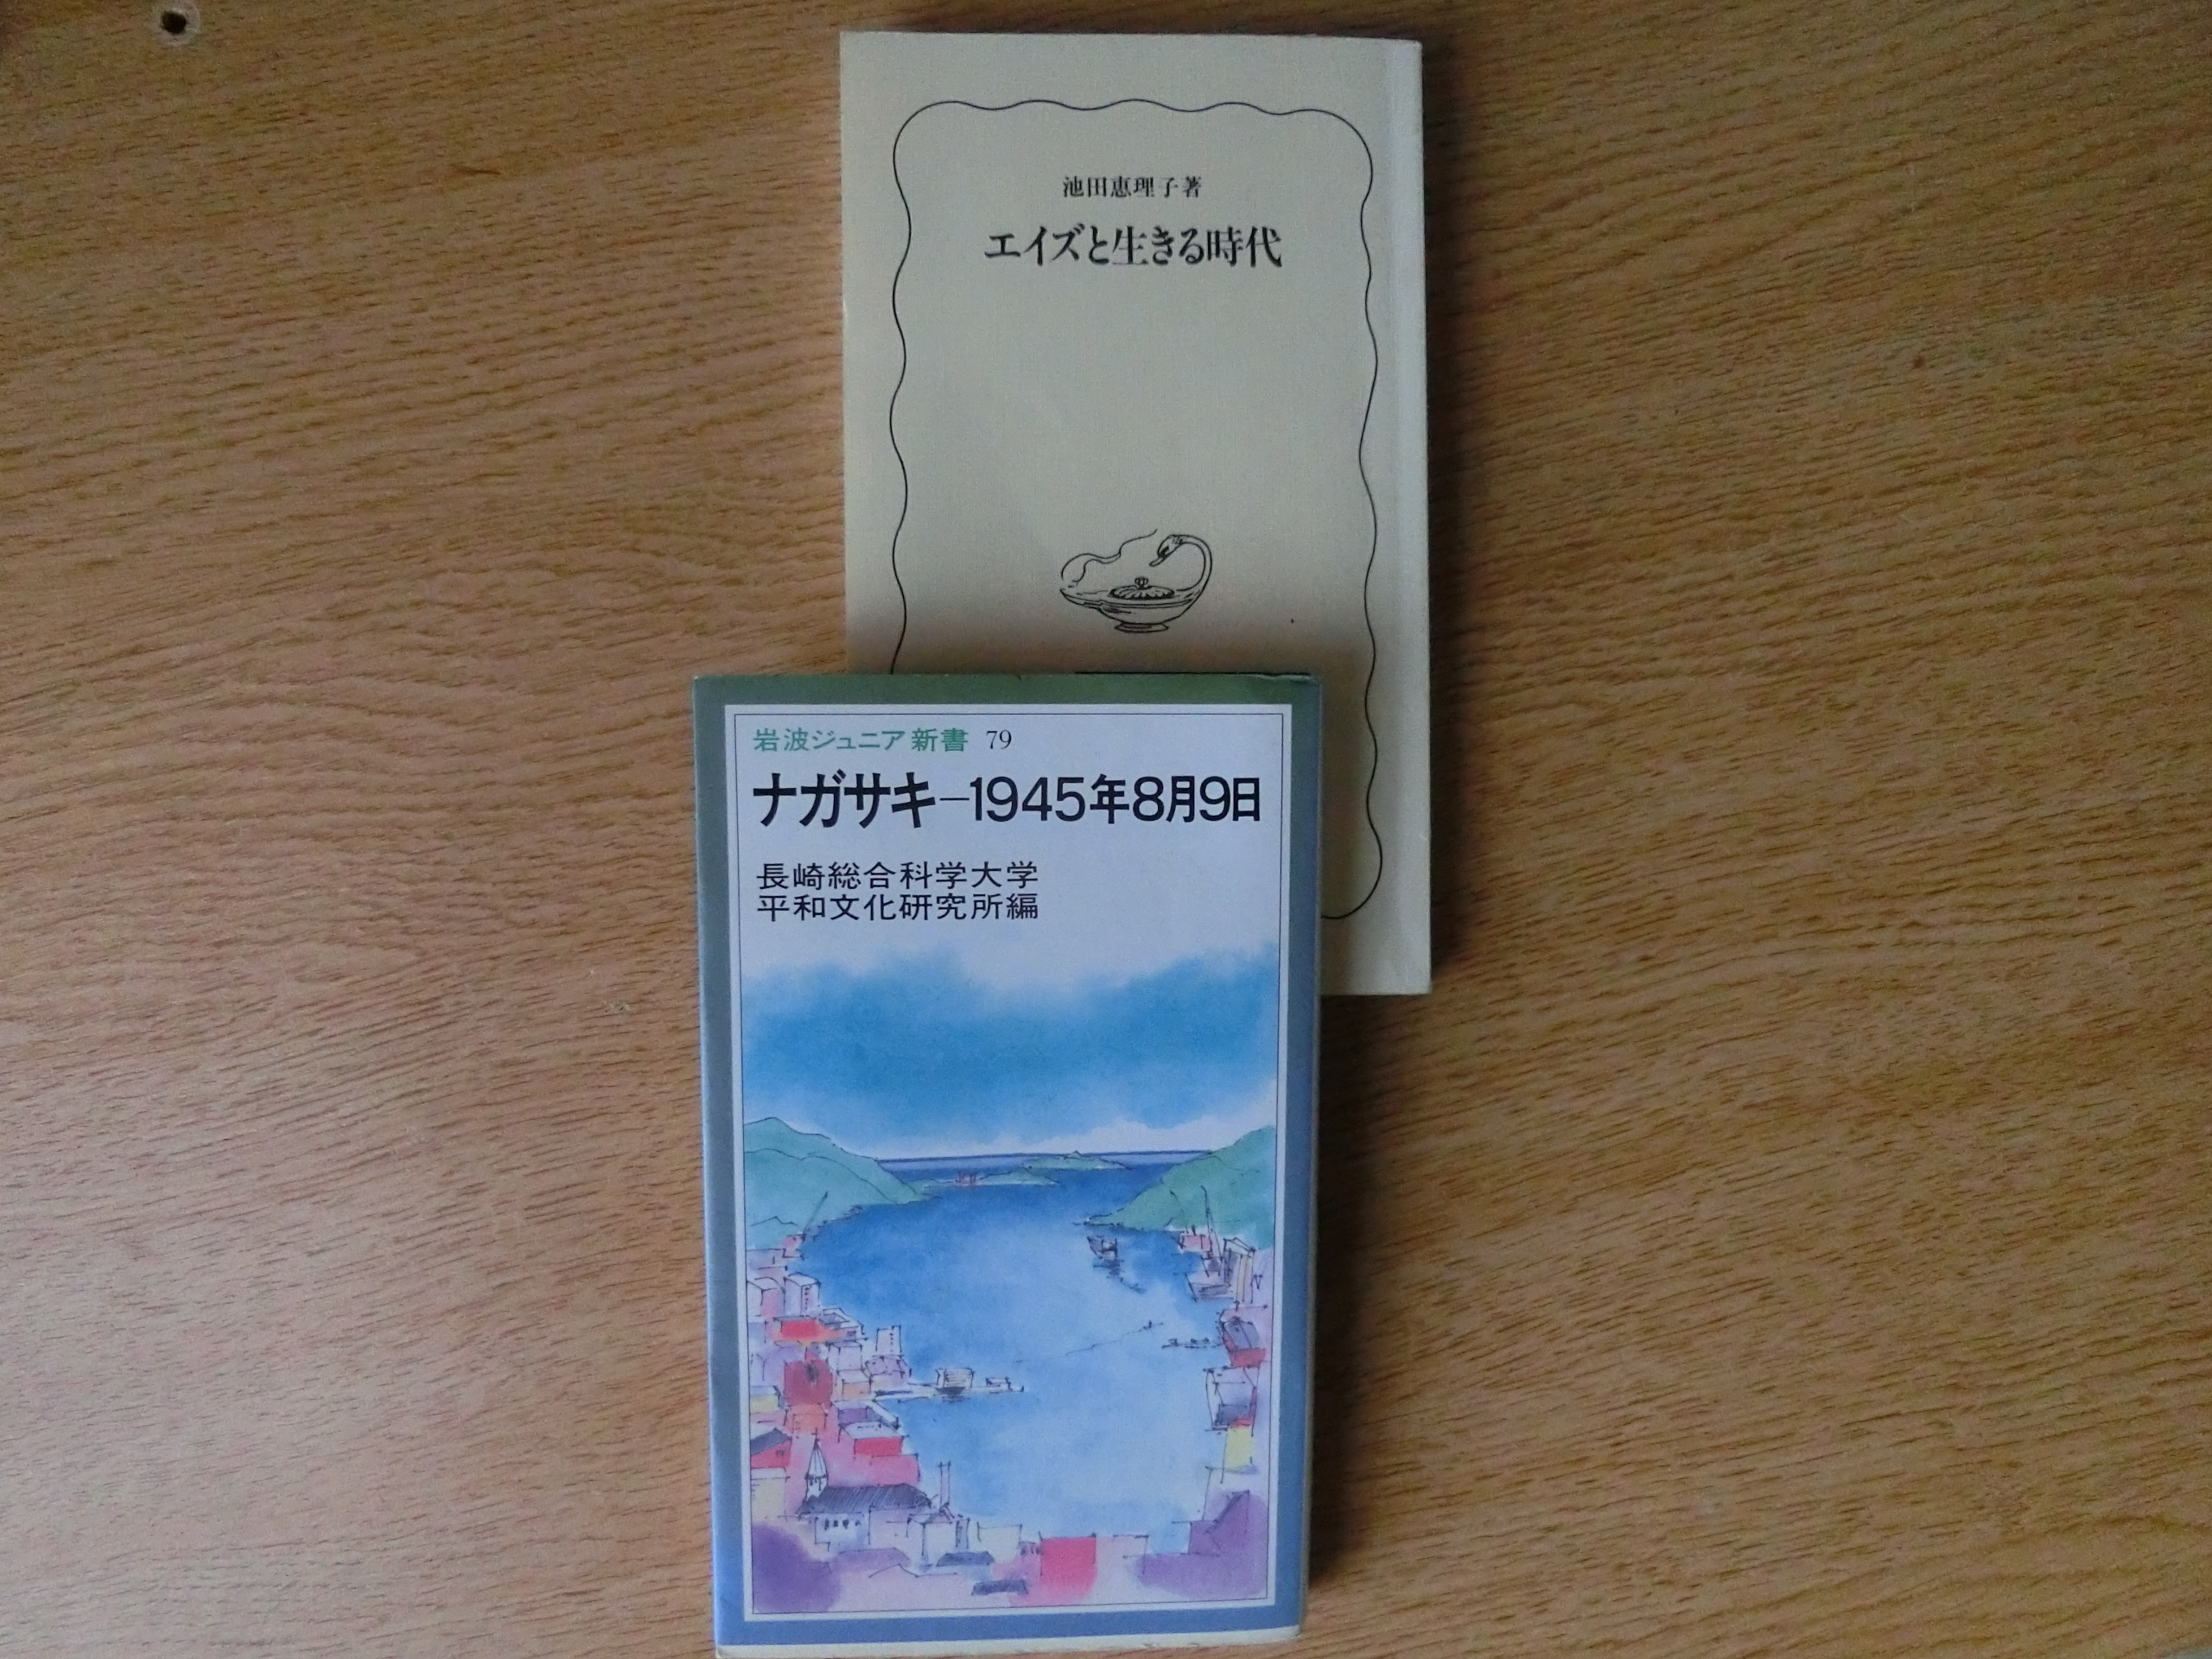 池田恵理子著
エイズと生きる時代
岩波ジュニア新書 79
ナガサキ―1945年8月9日
長崎総合科学大学
平和文化研究所編